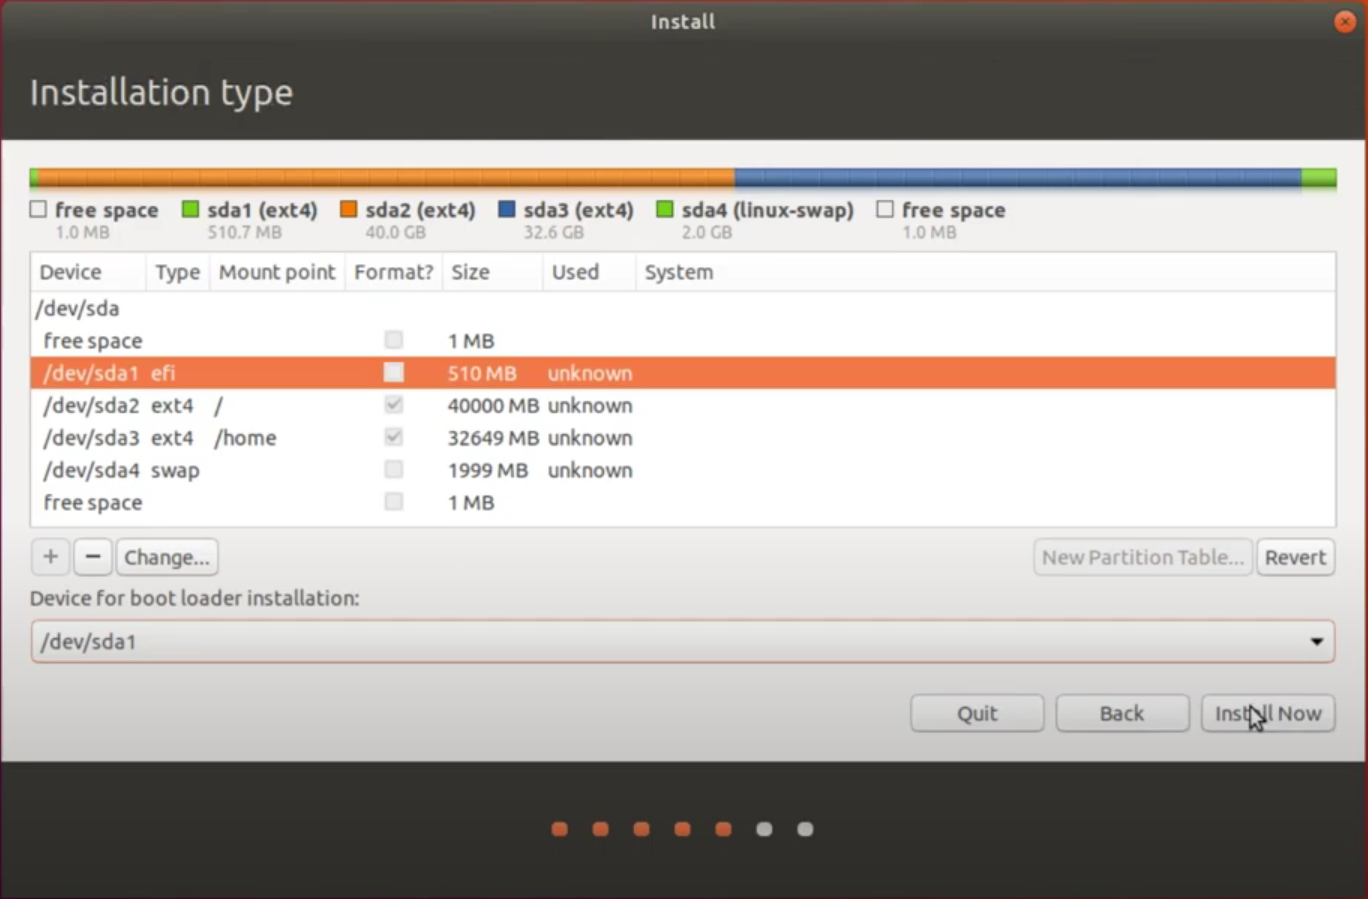 Install
Installation type
free space sda1 (ext4) sda2 (ext4) sda3 (ext4) sda4 (linux-swap) free space
1.0 MB 510.7 MB 40.0 GB 32.6 GB 2.0 GB 1.0 MB
Device Type Mount point Format? Size Used System
/dev/sda
free space 1 MB
/dev/sda1 efi 510 MB unknown
/dev/sda2 ext4 / 40000 MB unknown
/dev/sda3 ext4 /home 32649 MB unknown
/dev/sda4 swap 1999 MB unknown
free space 1 MB
+ − Change... New Partition Table... Revert
Device for boot loader installation:
/dev/sda1
Quit Back Install Now